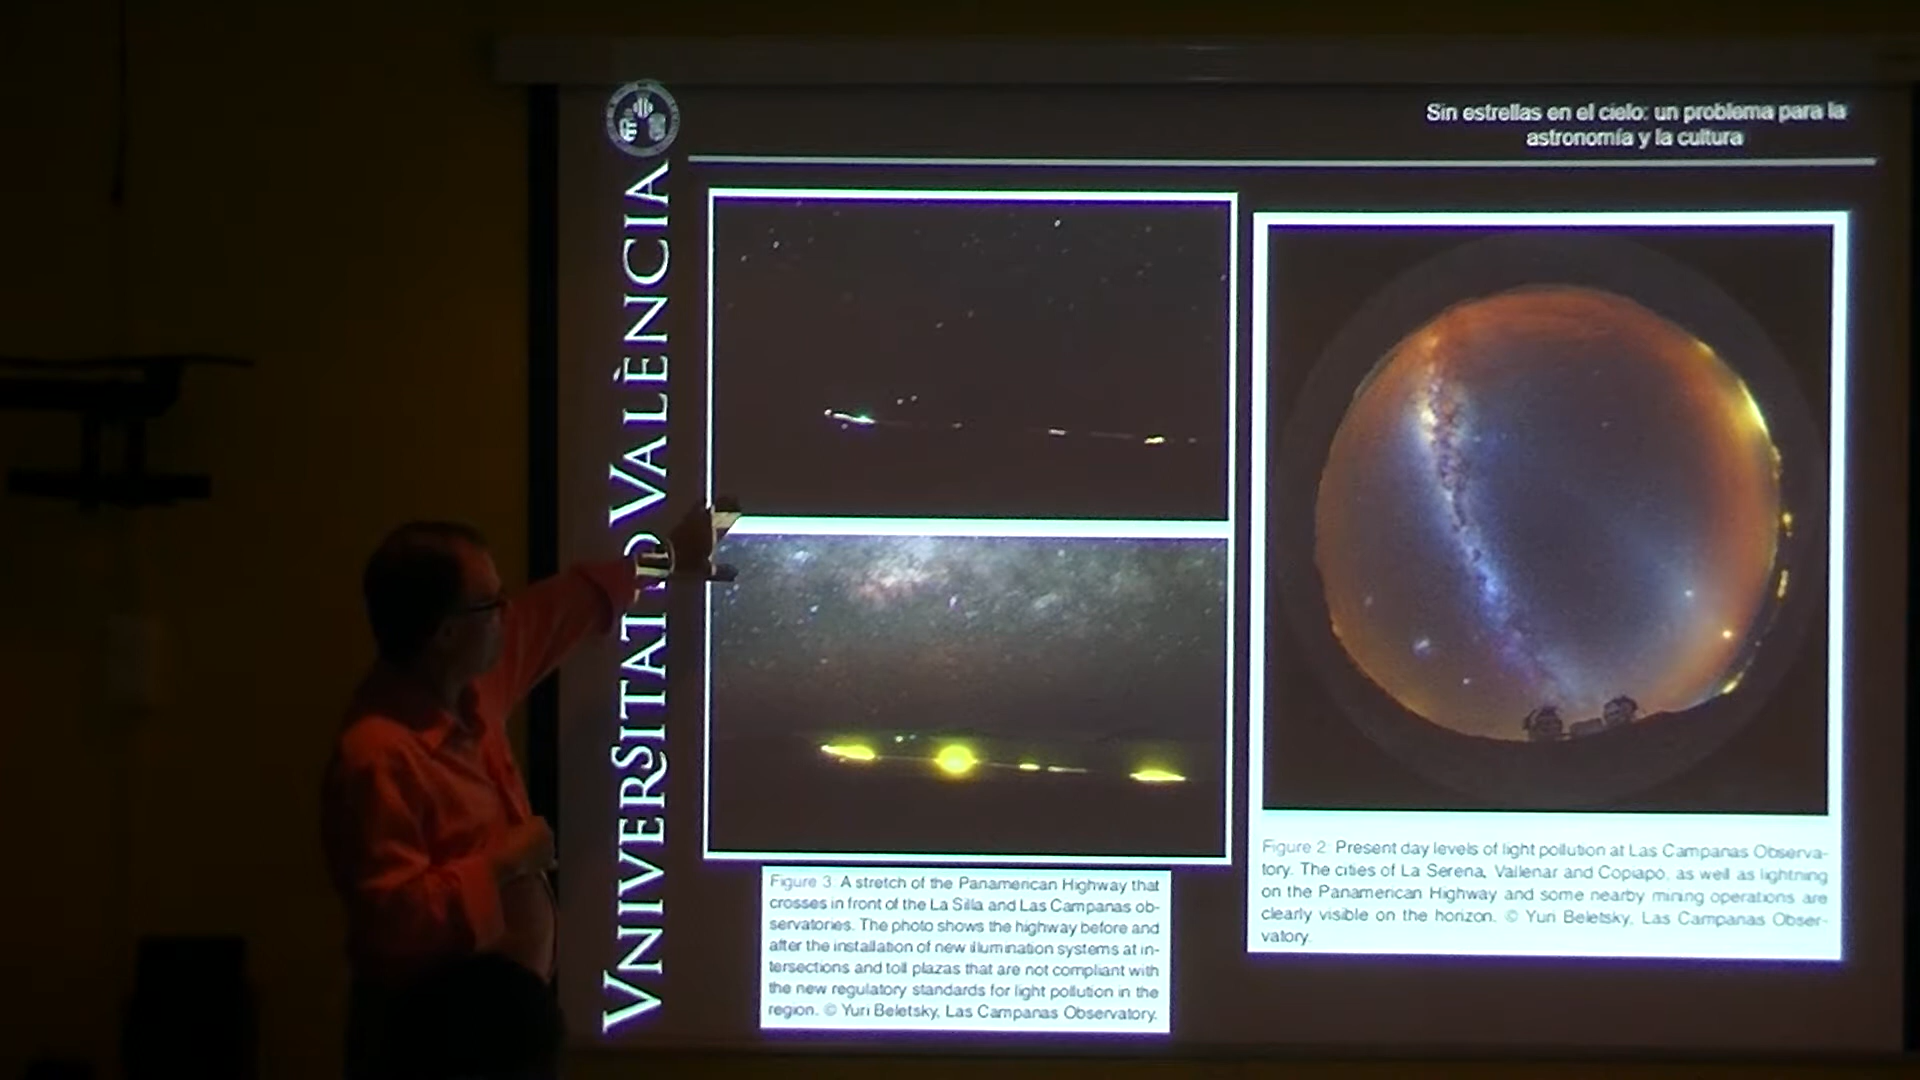 Sin estrellas en el cielo: un problema para la
astronomía y la cultura
VNIVERSITAT D VALÈNCIA
Figure 3. A stretch of the Panamerican Highway that
crosses in front of the La Silla and Las Campanas ob-
servatories. The photo shows the highway before and
after the installation of new illumination systems at in-
tersections and toll plazas that are not compliant with
the new regulatory standards for light pollution in the
region. © Yuri Beletsky, Las Campanas Observatory.
Figure 2. Present day levels of light pollution at Las Campanas Observa-
tory. The cities of La Serena, Vallenar and Copiapo, as well as lightning
on the Panamerican Highway and some nearby mining operations are
clearly visible on the horizon. © Yuri Beletsky, Las Campanas Obser-
vatory.